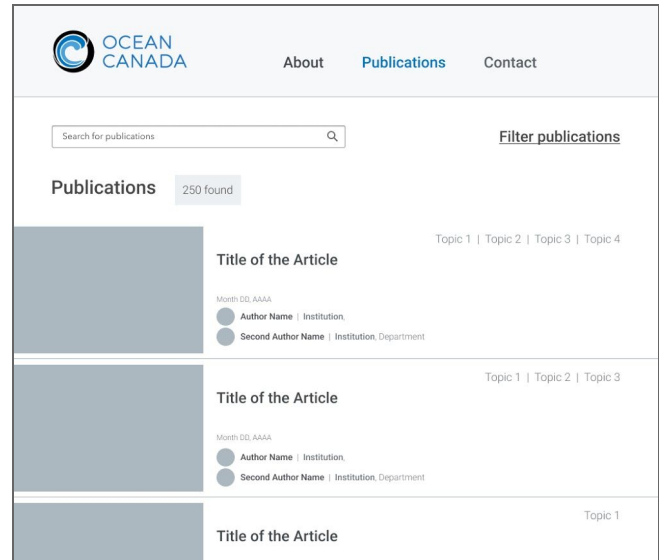 OCEAN
CANADA
About Publications Contact
Search for publications
Filter publications
Publications 250 found
Topic 1 | Topic 2 | Topic 3 | Topic 4
Title of the Article
Month DD, AAAA
Author Name | Institution,
Second Author Name | Institution, Department
Topic 1 | Topic 2 | Topic 3
Title of the Article
Month DD, AAAA
Author Name | Institution,
Second Author Name | Institution, Department
Topic 1
Title of the Article